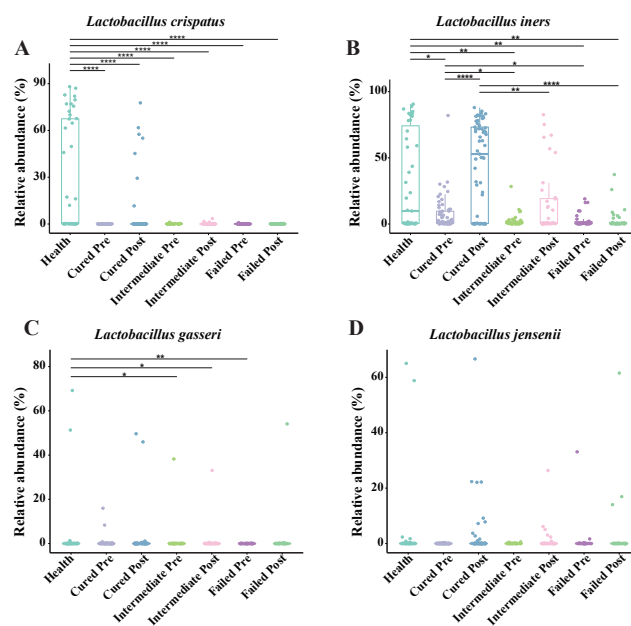 A
Lactobacillus crispatus
****
****
****
****
****
****
Relative abundance (%)
90
60
30
0
Health
Cured Pre
Cured Post
Intermediate Pre
Intermediate Post
Failed Pre
Failed Post
B
Lactobacillus iners
**
**
**
*
*
*
****
****
**
Relative abundance (%)
100
50
0
Health
Cured Pre
Cured Post
Intermediate Pre
Intermediate Post
Failed Pre
Failed Post
C
Lactobacillus gasseri
**
*
*
Relative abundance (%)
80
60
40
20
0
Health
Cured Pre
Cured Post
Intermediate Pre
Intermediate Post
Failed Pre
Failed Post
D
Lactobacillus jensenii
Relative abundance (%)
60
40
20
0
Health
Cured Pre
Cured Post
Intermediate Pre
Intermediate Post
Failed Pre
Failed Post